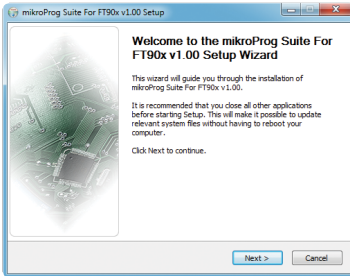 mikroProg Suite For FT90x v1.00 Setup
Welcome to the mikroProg Suite For
FT90x v1.00 Setup Wizard
This wizard will guide you through the installation of
mikroProg Suite For FT90x v1.00.
It is recommended that you close all other applications
before starting Setup. This will make it possible to update
relevant system files without having to reboot your
computer.
Click Next to continue.
Next >
Cancel